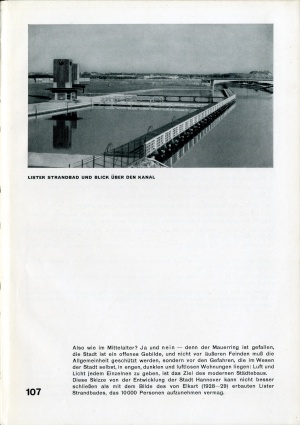 LISTER STRANDBAD UND BLICK ÜBER DEN KANAL
Also wie im Mittelalter? Ja und nein — denn der Mauerring ist gefallen,
die Stadt ist ein offenes Gebilde, und nicht vor äußeren Feinden muß die
Allgemeinheit geschützt werden, sondern vor den Gefahren, die im Wesen
der Stadt selbst, in engen, dunklen und luftlosen Wohnungen liegen: Luft und
Licht jedem Einzelnen zu geben, ist das Ziel des modernen Städtebaus.
Diese Skizze von der Entwicklung der Stadt Hannover kann nicht besser
schließen als mit dem Bilde des von Elkart (1928—29) erbauten Lister
Strandbades, das 10000 Personen aufzunehmen vermag.
107